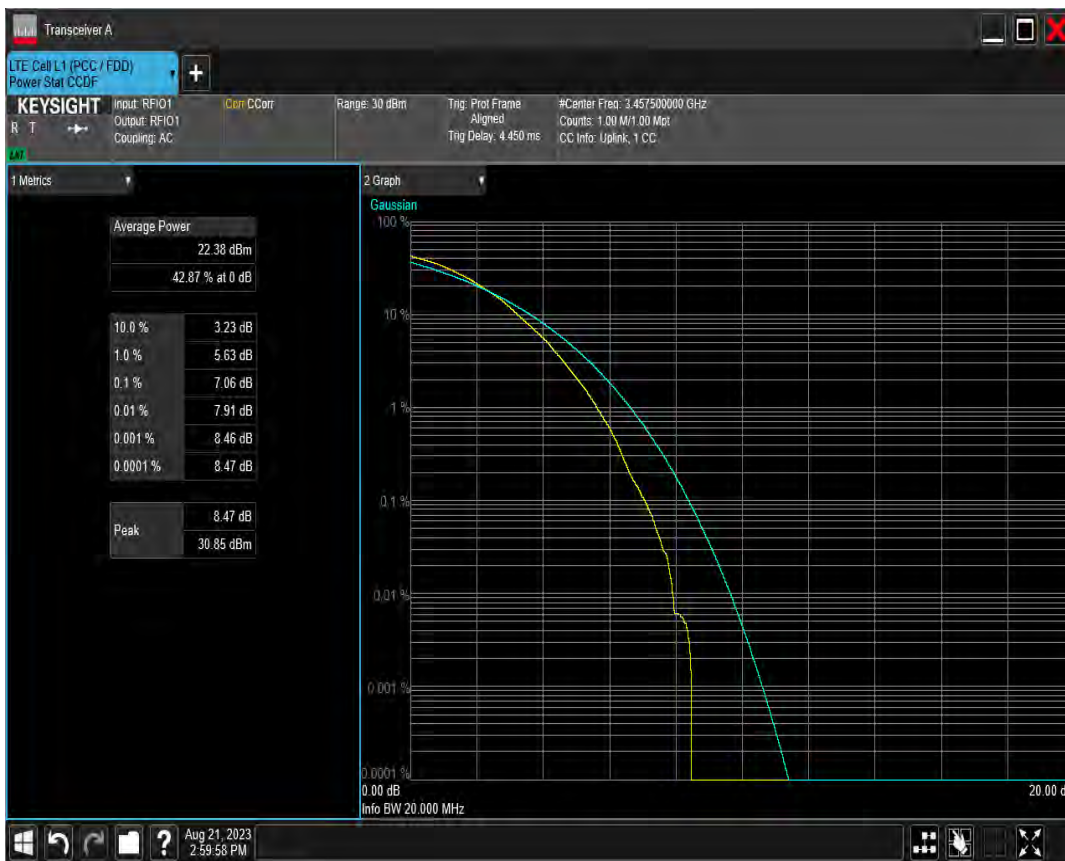 Transceiver A
LTE Cell L1 (PCC / FDD)
Power Stat CCDF
+
KEYSIGHT
R T
LXI
Input: RFIO1
Output: RFIO1
Coupling: AC
Corr CCorr
Range: 30 dBm
Trig: Prot Frame
Aligned
Trig Delay: 4.450 ms
#Center Freq: 3.457500000 GHz
Counts: 1.00 M/1.00 Mpt
CC Info: Uplink, 1 CC
1 Metrics
Average Power
22.38 dBm
42.87 % at 0 dB
10.0 % 3.23 dB
1.0 % 5.63 dB
0.1 % 7.06 dB
0.01 % 7.91 dB
0.001 % 8.46 dB
0.0001 % 8.47 dB
Peak
8.47 dB
30.85 dBm
2 Graph
Gaussian
100 %
10 %
1 %
0.1 %
0.01 %
0.001 %
0.0001 %
0.00 dB
20.00 d
Info BW 20.000 MHz
?
Aug 21, 2023
2:59:58 PM